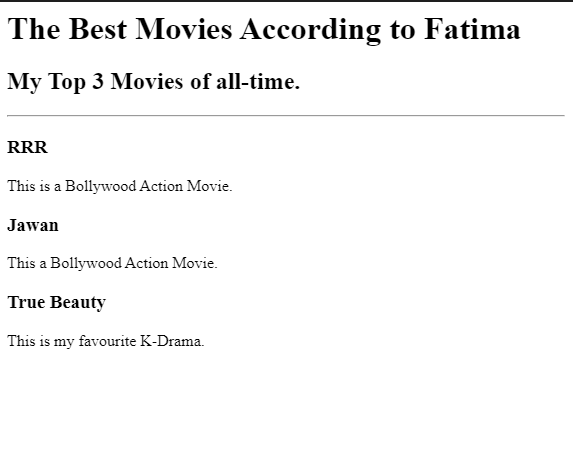 The Best Movies According to Fatima
My Top 3 Movies of all-time.
RRR
This is a Bollywood Action Movie.
Jawan
This a Bollywood Action Movie.
True Beauty
This is my favourite K-Drama.